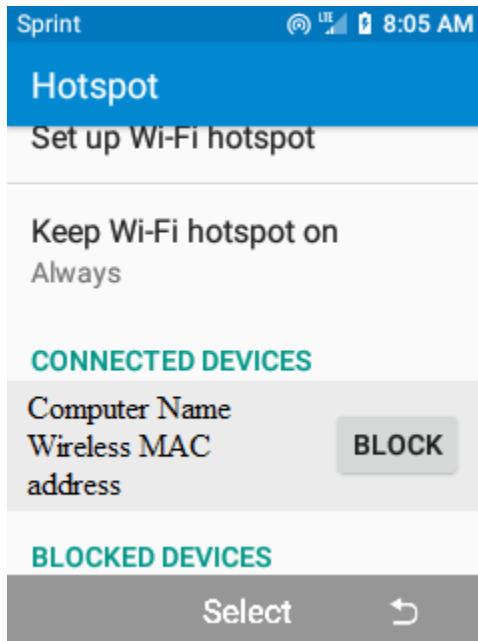 Sprint LTE 8:05 AM
Hotspot
Set up Wi-Fi hotspot
Keep Wi-Fi hotspot on
Always
CONNECTED DEVICES
Computer Name
Wireless MAC
address
BLOCK
BLOCKED DEVICES
Select